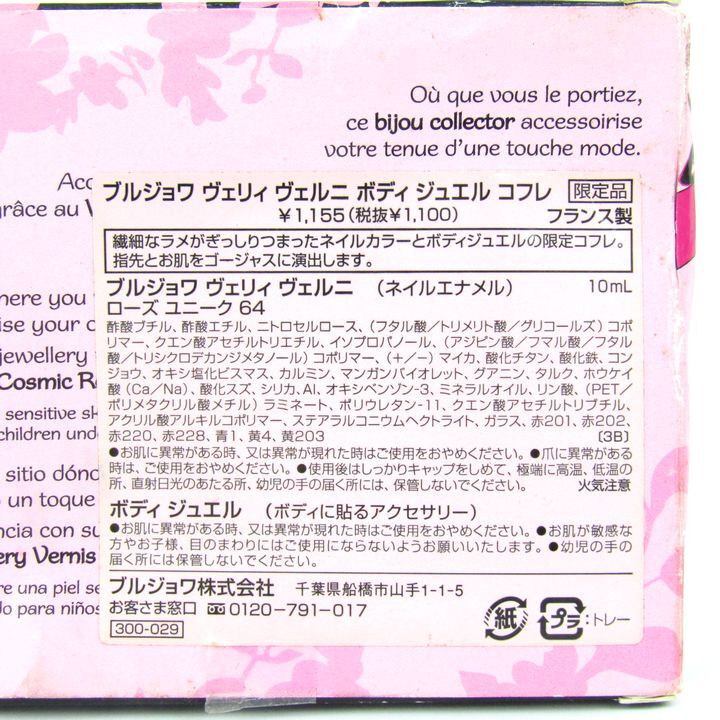 Où que vous le portiez,
ce bijou collector accessoirise
votre tenue d'une touche mode.
grâce au
ブルジョワ ヴェリィ ヴェルニ ボディ ジュエル コフレ 限定品
￥1,155(税抜￥1,100) フランス製
繊細なラメがぎっしりつまったネイルカラーとボディジュエルの限定コフレ。
指先とお肌をゴージャスに演出します。
ブルジョワ ヴェリィ ヴェルニ (ネイルエナメル) 10mL
ローズ ユニーク 64
酢酸ブチル、酢酸エチル、ニトロセルロース、(フタル酸／トリメリト酸／グリコールズ) コポ
リマー、クエン酸アセチルトリエチル、イソプロパノール、(アジピン酸／フマル酸／フタル
酸／トリシクロデカンジメタノール) コポリマー、(＋/－) マイカ、酸化チタン、酸化鉄、コン
ジョウ、オキシ塩化ビスマス、カルミン、マンガンバイオレット、グアニン、タルク、ホウケイ
酸 (Ca／Na)、酸化スズ、シリカ、Al、オキシベンゾン-3、ミネラルオイル、リン酸、(PET／
ポリメタクリル酸メチル) ラミネート、ポリウレタン-11、クエン酸アセチルトリブチル、
アクリル酸アルキルコポリマー、ステアラルコニウムヘクトライト、ガラス、赤201、赤202、
赤220、赤228、青1、黄4、黄203 〔3B〕
●お肌に異常がある時、又は異常が現れた時はご使用をおやめください。●爪に異常がある
時は、ご使用をおやめください。●使用後はしっかりキャップをしめて、極端に高温、低温の
所、直射日光のあたる所、幼児の手の届く所には、保管しないでください。 火気注意
ボディ ジュエル (ボディに貼るアクセサリー)
●お肌に異常がある時、又は異常が現れた時はご使用をおやめください。●お肌が敏感な
方やお子様、目のまわりにはご使用にならないようお願いいたします。●幼児の手の
届く所には保管しないでください。
ブルジョワ株式会社 千葉県船橋市山手1-1-5
お客さま窓口 0120-791-017
300-029
紙 プラ :トレー
here you
ise your
jewellery
Cosmic
sensitive
children
sitio
un toque
encia con su
ery Vernis
re una piel
do para niños